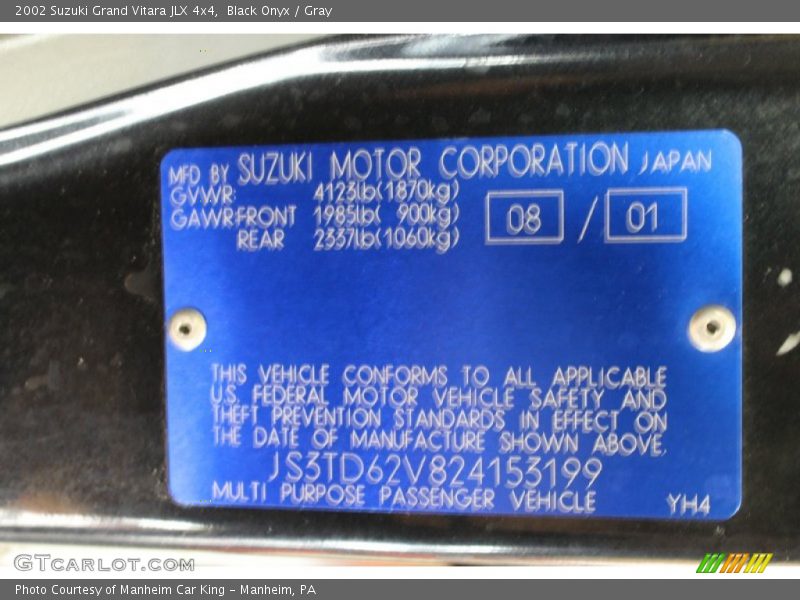 2002 Suzuki Grand Vitara JLX 4x4,  Black Onyx / Gray
MFD BY SUZUKI MOTOR CORPORATION JAPAN
GVWR: 4123lb(1870kg)
GAWR:FRONT 1985lb( 900kg) 08 / 01
REAR 2337lb(1060kg)
THIS VEHICLE CONFORMS TO ALL APPLICABLE
U.S. FEDERAL MOTOR VEHICLE SAFETY AND
THEFT PREVENTION STANDARDS IN EFFECT ON
THE DATE OF MANUFACTURE SHOWN ABOVE.
JS3TD62V824153199
MULTI PURPOSE PASSENGER VEHICLE YH4
GTCARLOT.COM
Photo Courtesy of Manheim Car King - Manheim, PA